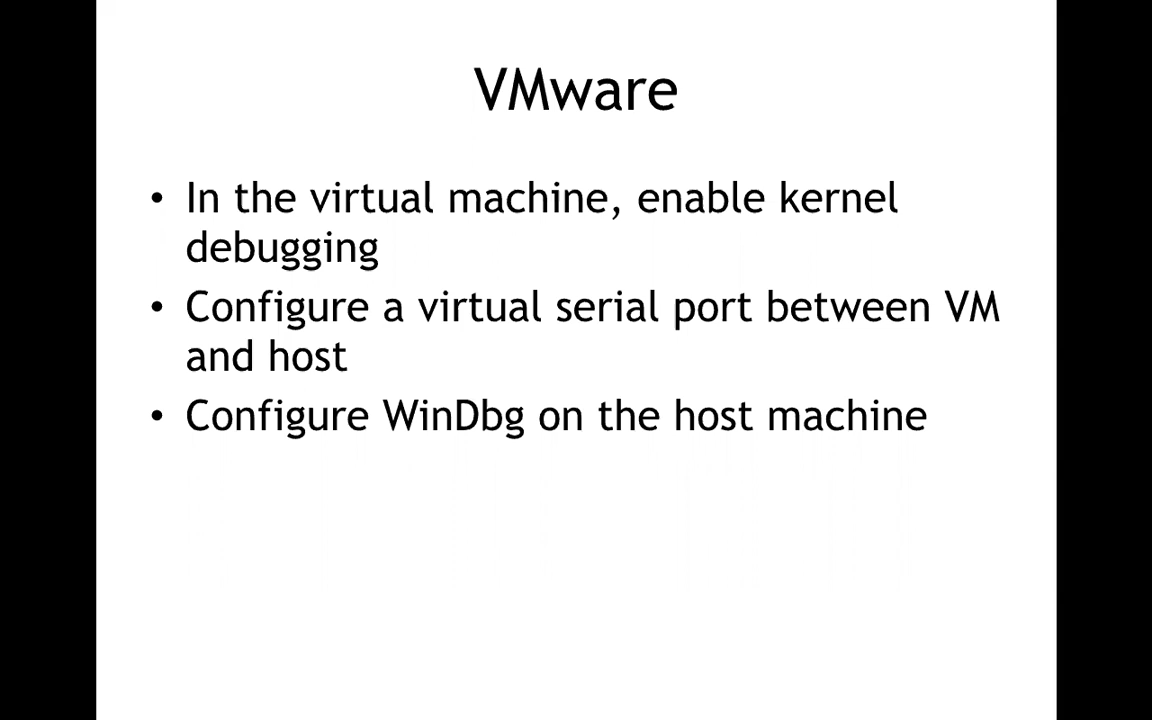 VMware
• In the virtual machine, enable kernel
debugging
• Configure a virtual serial port between VM
and host
• Configure WinDbg on the host machine